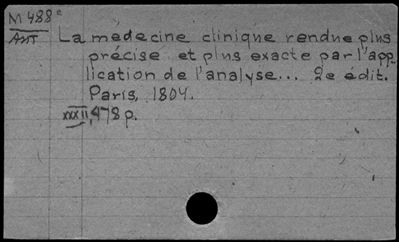 M 488e
Ant La medecine clinique rendue plus
précise et plus exacte par l'app
lication de l'analyse... 2e édit.
Paris, 1804.
xxxii, 478 p.